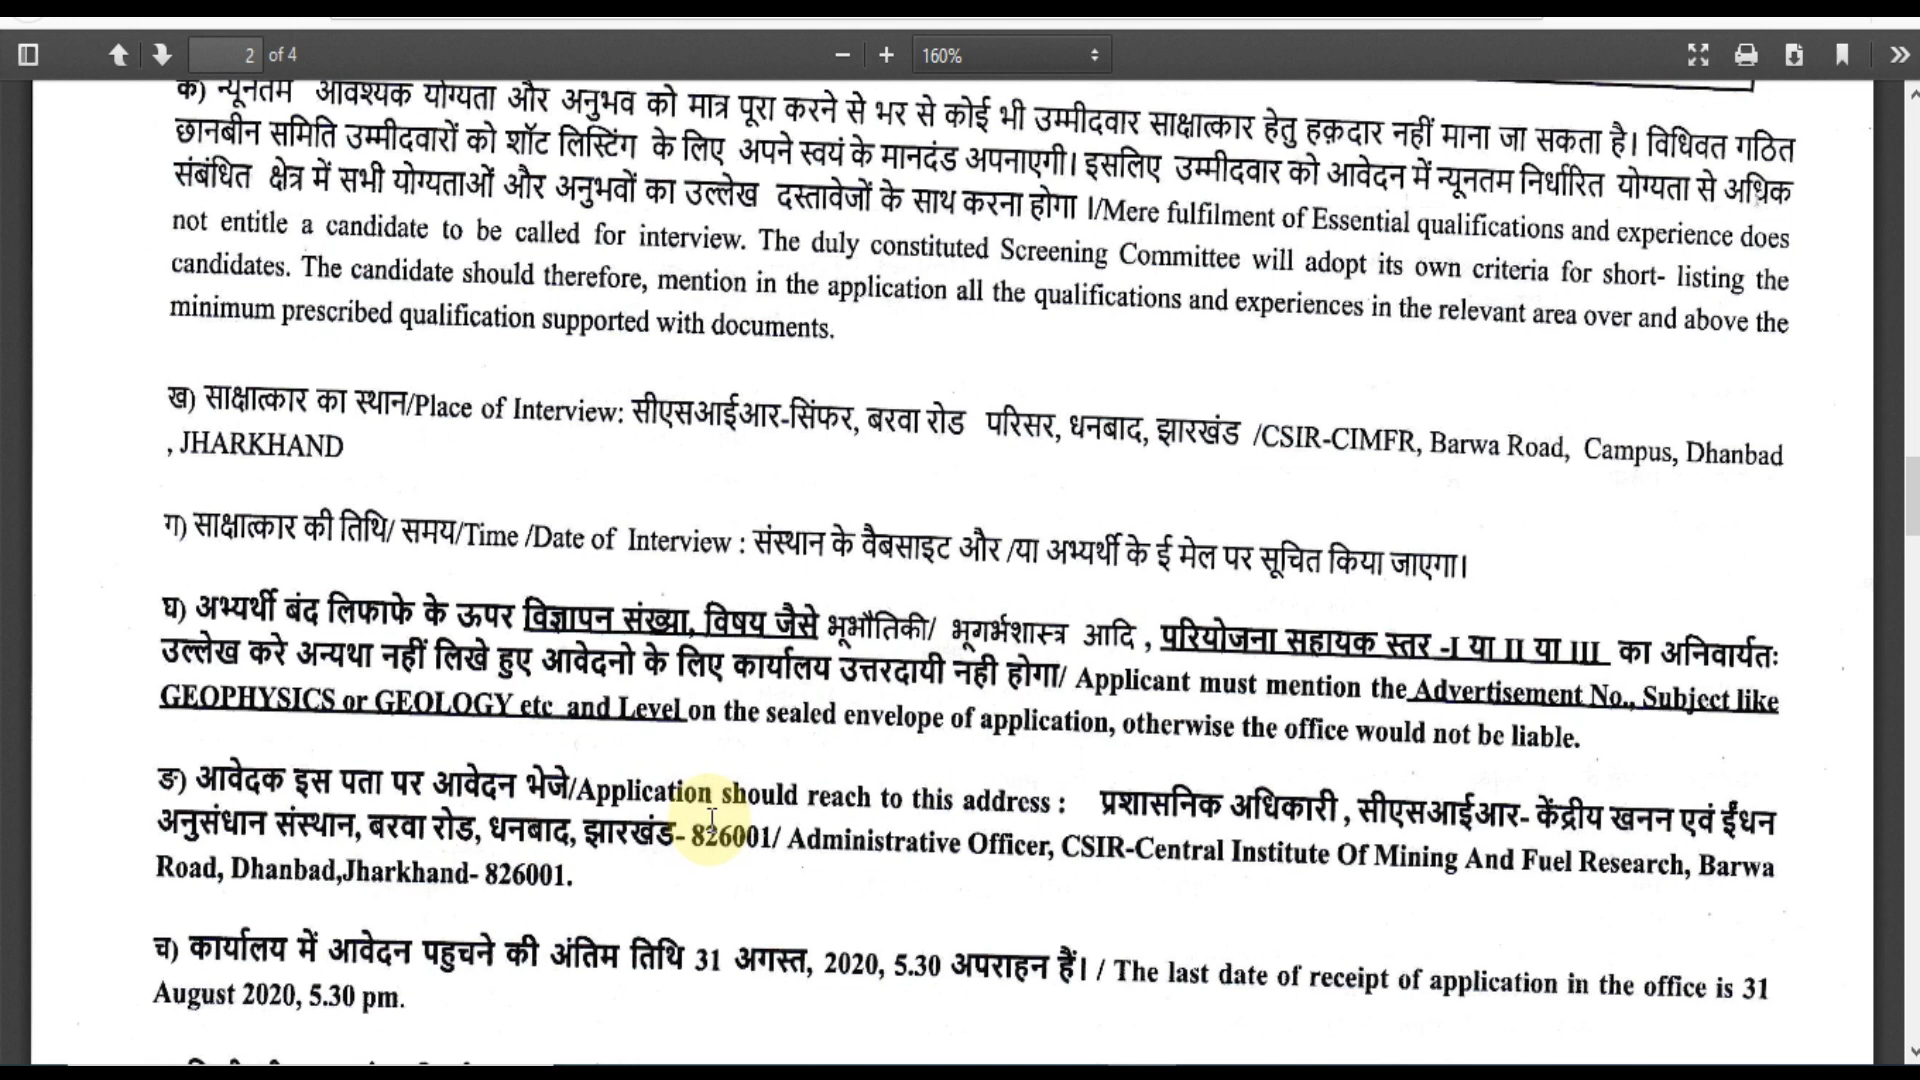 2 of 4
160%
क) न्यूनतम आवश्यक योग्यता और अनुभव को मात्र पूरा करने से भर से कोई भी उम्मीदवार साक्षात्कार हेतु हक़दार नहीं माना जा सकता है। विधिवत गठित
छानबीन समिति उम्मीदवारों को शॉट लिस्टिंग के लिए अपने स्वयं के मानदंड अपनाएगी। इसलिए उम्मीदवार को आवेदन में न्यूनतम निर्धारित योग्यता से अधिक
संबंधित क्षेत्र में सभी योग्यताओं और अनुभवों का उल्लेख दस्तावेजों के साथ करना होगा ।/Mere fulfilment of Essential qualifications and experience does
not entitle a candidate to be called for interview. The duly constituted Screening Committee will adopt its own criteria for short- listing the
candidates. The candidate should therefore, mention in the application all the qualifications and experiences in the relevant area over and above the
minimum prescribed qualification supported with documents.
ख) साक्षात्कार का स्थान/Place of Interview: सीएसआईआर-सिंफर, बरवा रोड परिसर, धनबाद, झारखंड /CSIR-CIMFR, Barwa Road, Campus, Dhanbad
, JHARKHAND
ग) साक्षात्कार की तिथि/ समय/Time /Date of Interview : संस्थान के वैबसाइट और /या अभ्यर्थी के ई मेल पर सूचित किया जाएगा।
घ) अभ्यर्थी बंद लिफाफे के ऊपर विज्ञापन संख्या, विषय जैसे भूभौतिकी/ भूगर्भशास्त्र आदि , परियोजना सहायक स्तर -I या II या III का अनिवार्यतः
उल्लेख करे अन्यथा नहीं लिखे हुए आवेदनो के लिए कार्यालय उत्तरदायी नही होगा/ Applicant must mention the Advertisement No., Subject like
GEOPHYSICS or GEOLOGY etc and Level on the sealed envelope of application, otherwise the office would not be liable.
ङ) आवेदक इस पता पर आवेदन भेजे/Application should reach to this address : प्रशासनिक अधिकारी , सीएसआईआर- केंद्रीय खनन एवं ईंधन
अनुसंधान संस्थान, बरवा रोड, धनबाद, झारखंड- 826001/ Administrative Officer, CSIR-Central Institute Of Mining And Fuel Research, Barwa
Road, Dhanbad,Jharkhand- 826001.
च) कार्यालय में आवेदन पहुचने की अंतिम तिथि 31 अगस्त, 2020, 5.30 अपराहन हैं। / The last date of receipt of application in the office is 31
August 2020, 5.30 pm.